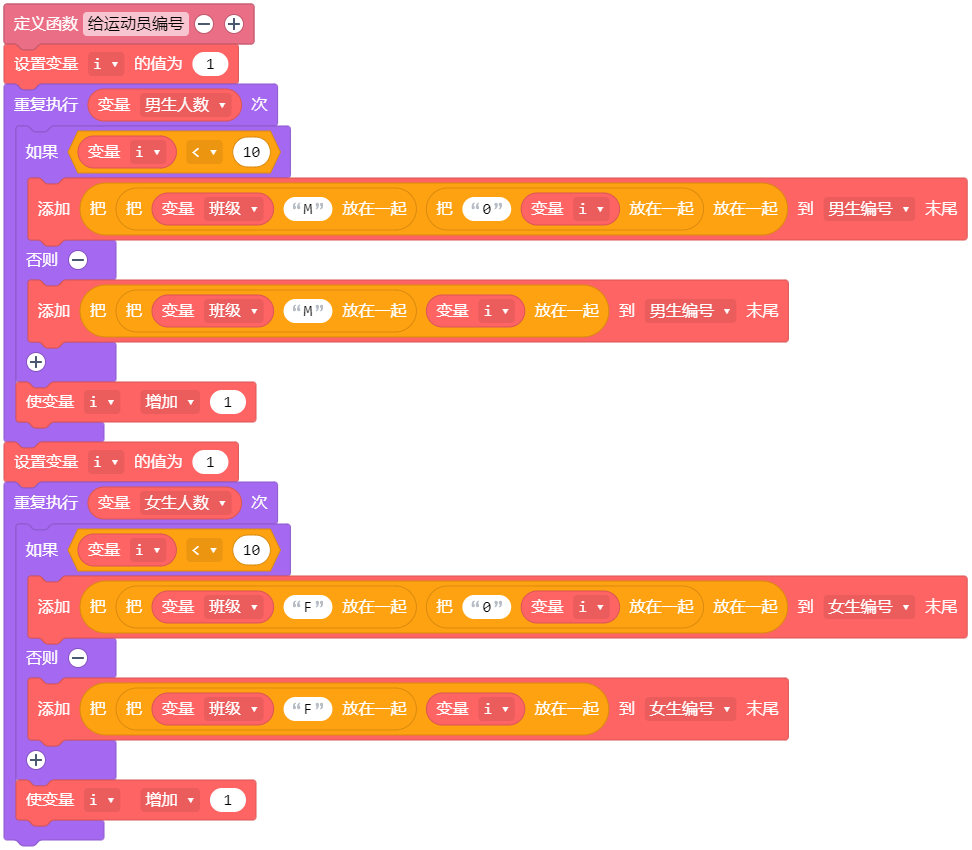 定义函数 给运动员编号
设置变量 i 的值为 1
重复执行 变量 男生人数 次
如果 变量 i < 10
添加 把 把 变量 班级 “M” 放在一起 把 “0” 变量 i 放在一起 放在一起 到 男生编号 末尾
否则
添加 把 把 变量 班级 “M” 放在一起 变量 i 放在一起 到 男生编号 末尾
使变量 i 增加 1
设置变量 i 的值为 1
重复执行 变量 女生人数 次
如果 变量 i < 10
添加 把 把 变量 班级 “F” 放在一起 把 “0” 变量 i 放在一起 放在一起 到 女生编号 末尾
否则
添加 把 把 变量 班级 “F” 放在一起 变量 i 放在一起 到 女生编号 末尾
使变量 i 增加 1